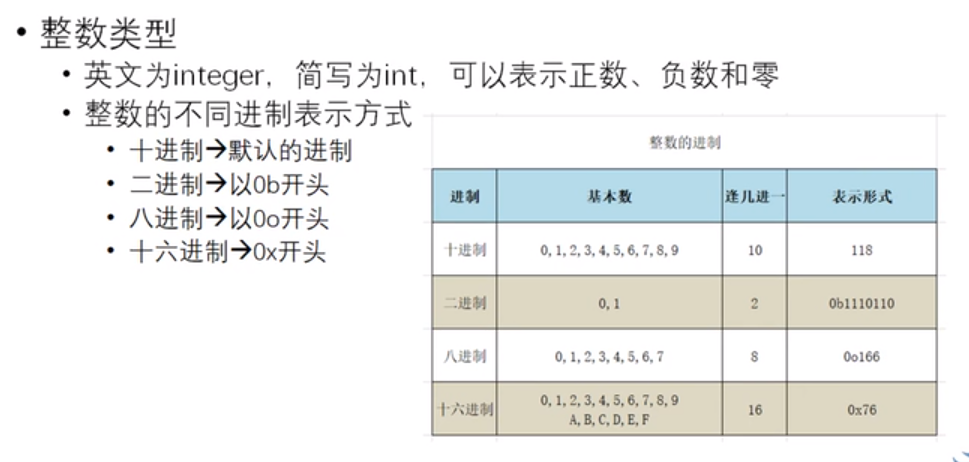 • 整数类型
• 英文为integer，简写为int，可以表示正数、负数和零
• 整数的不同进制表示方式
• 十进制→默认的进制
• 二进制→以0b开头
• 八进制→以0o开头
• 十六进制→0x开头
整数的进制
进制 基本数 逢几进一 表示形式
十进制 0,1,2,3,4,5,6,7,8,9 10 118
二进制 0,1 2 0b1110110
八进制 0,1,2,3,4,5,6,7 8 0o166
十六进制 0,1,2,3,4,5,6,7,8,9 16 0x76
A,B,C,D,E,F